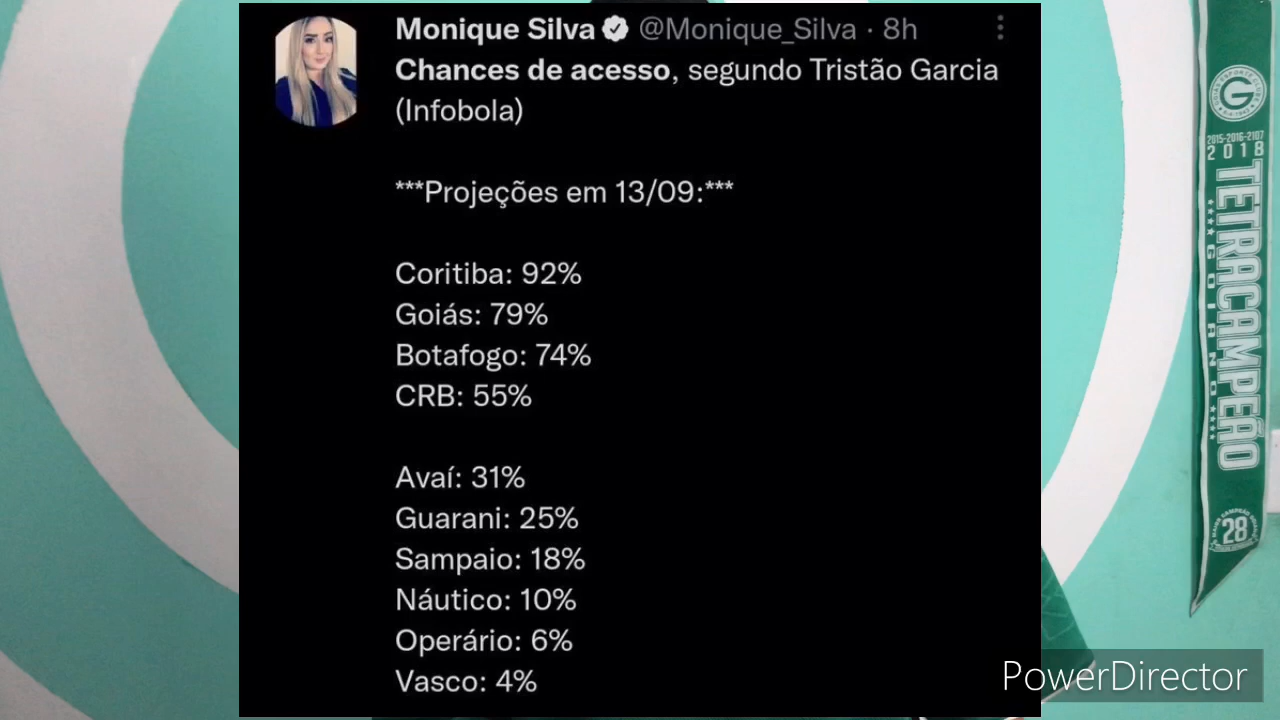 Monique Silva @Monique_Silva · 8h
Chances de acesso, segundo Tristão Garcia
(Infobola)
***Projeções em 13/09:***
Coritiba: 92%
Goiás: 79%
Botafogo: 74%
CRB: 55%
Avaí: 31%
Guarani: 25%
Sampaio: 18%
Náutico: 10%
Operário: 6%
Vasco: 4%
G
2015-2016-2107
2018
TETRACAMPEÃO
GOIANO
28
PowerDirector